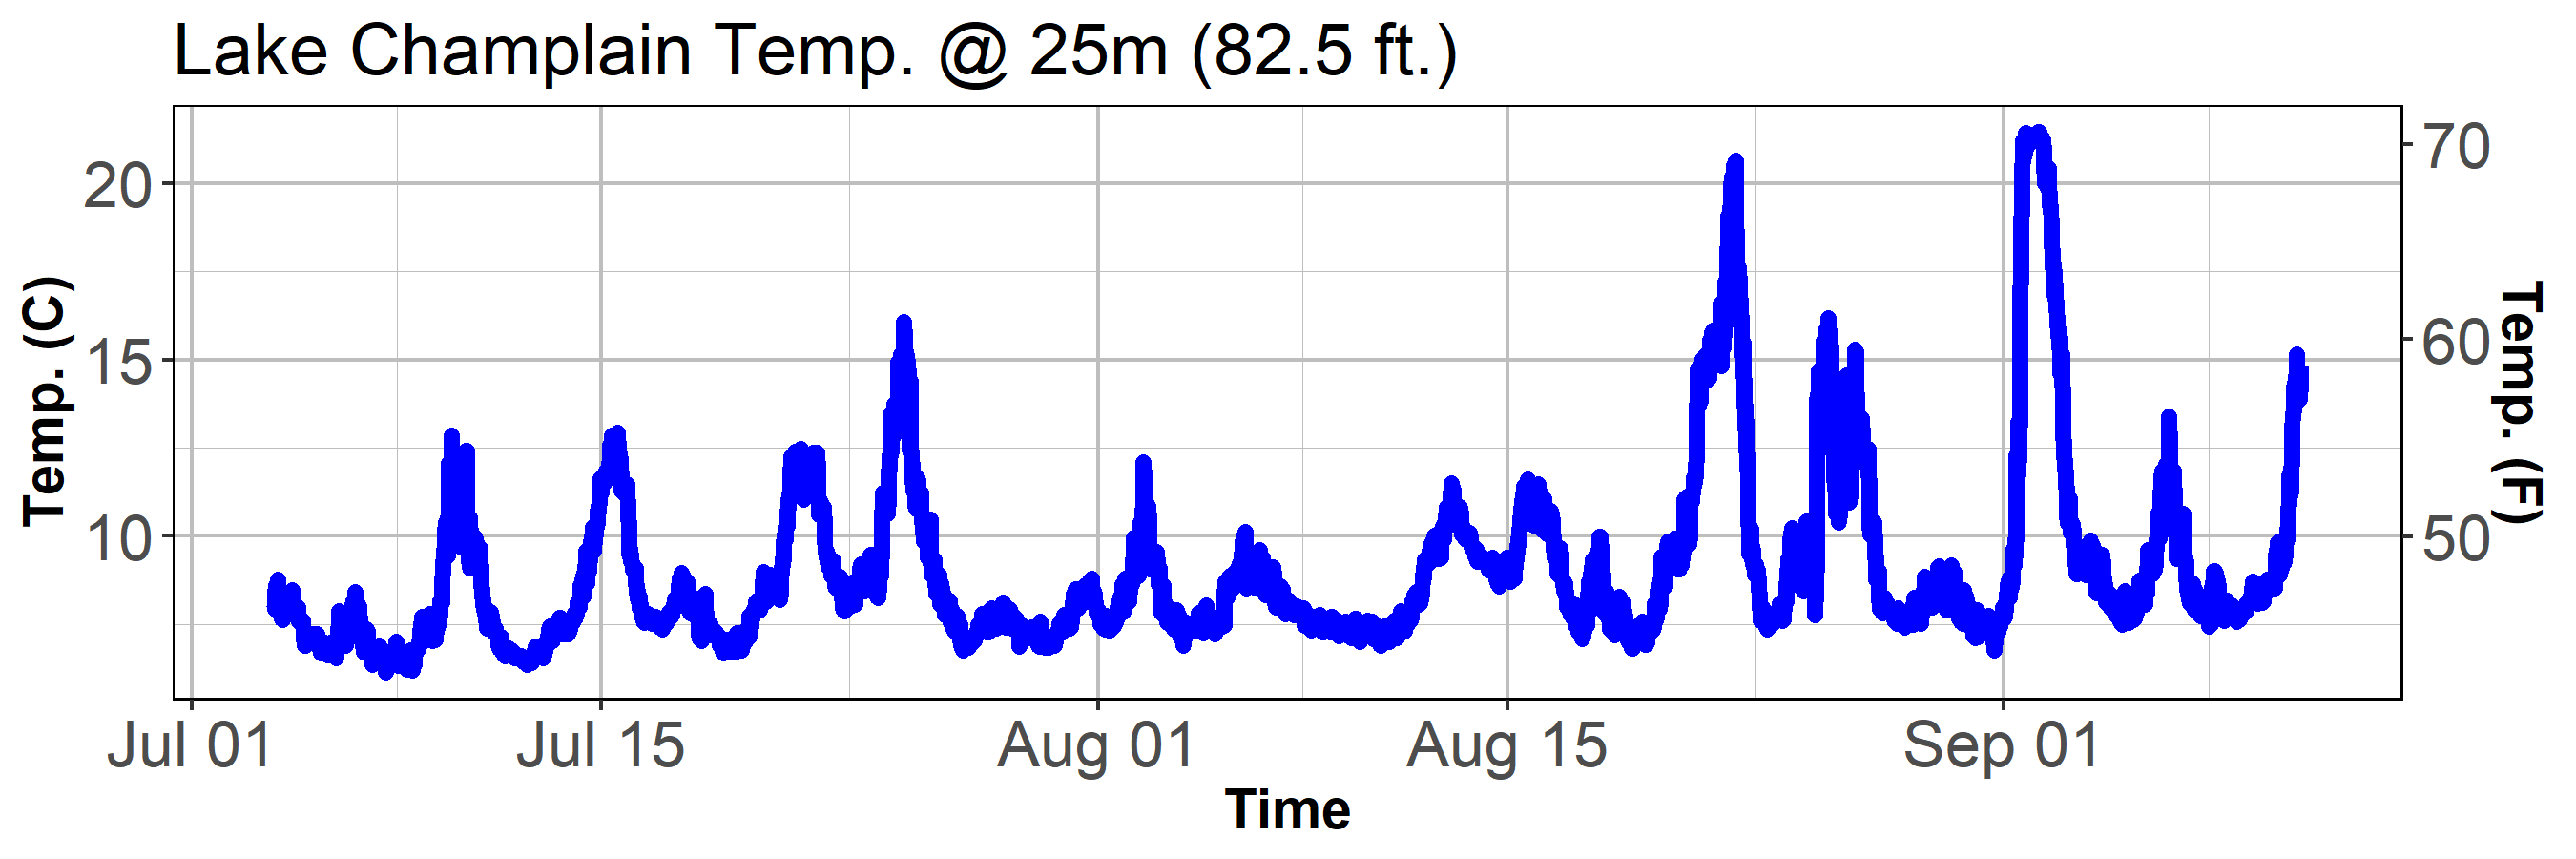 Lake Champlain Temp. @ 25m (82.5 ft.)
20
15
10
Temp. (C)
70
60
50
Temp. (F)
Jul 01
Jul 15
Aug 01
Aug 15
Sep 01
Time